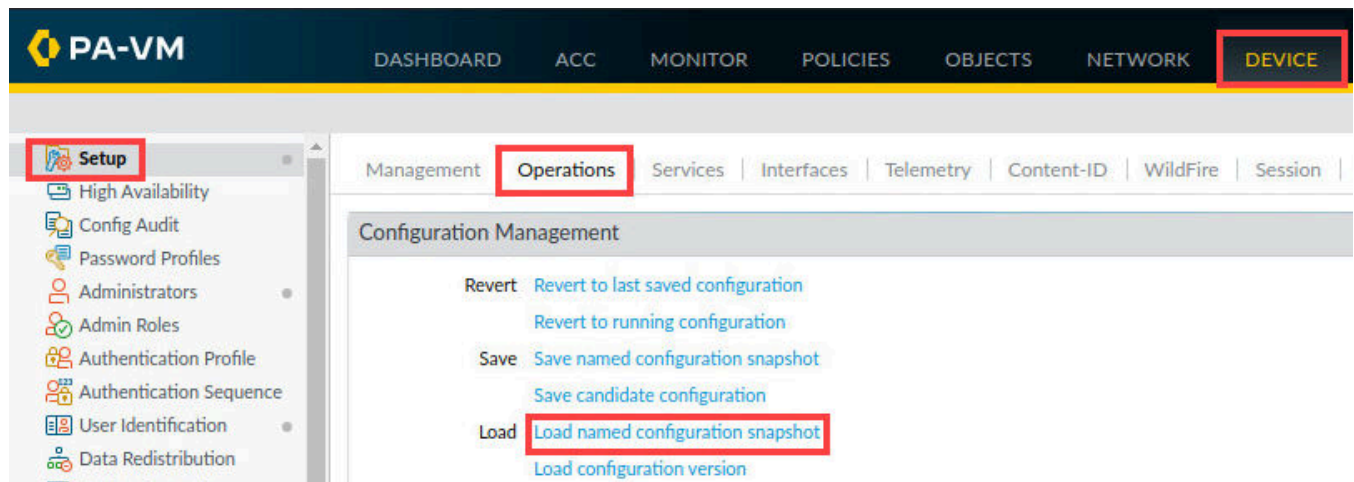 PA-VM
DASHBOARD ACC MONITOR POLICIES OBJECTS NETWORK DEVICE
Setup
High Availability
Config Audit
Password Profiles
Administrators
Admin Roles
Authentication Profile
Authentication Sequence
User Identification
Data Redistribution
Management Operations Services Interfaces Telemetry Content-ID WildFire Session
Configuration Management
Revert Revert to last saved configuration
Revert to running configuration
Save Save named configuration snapshot
Save candidate configuration
Load Load named configuration snapshot
Load configuration version